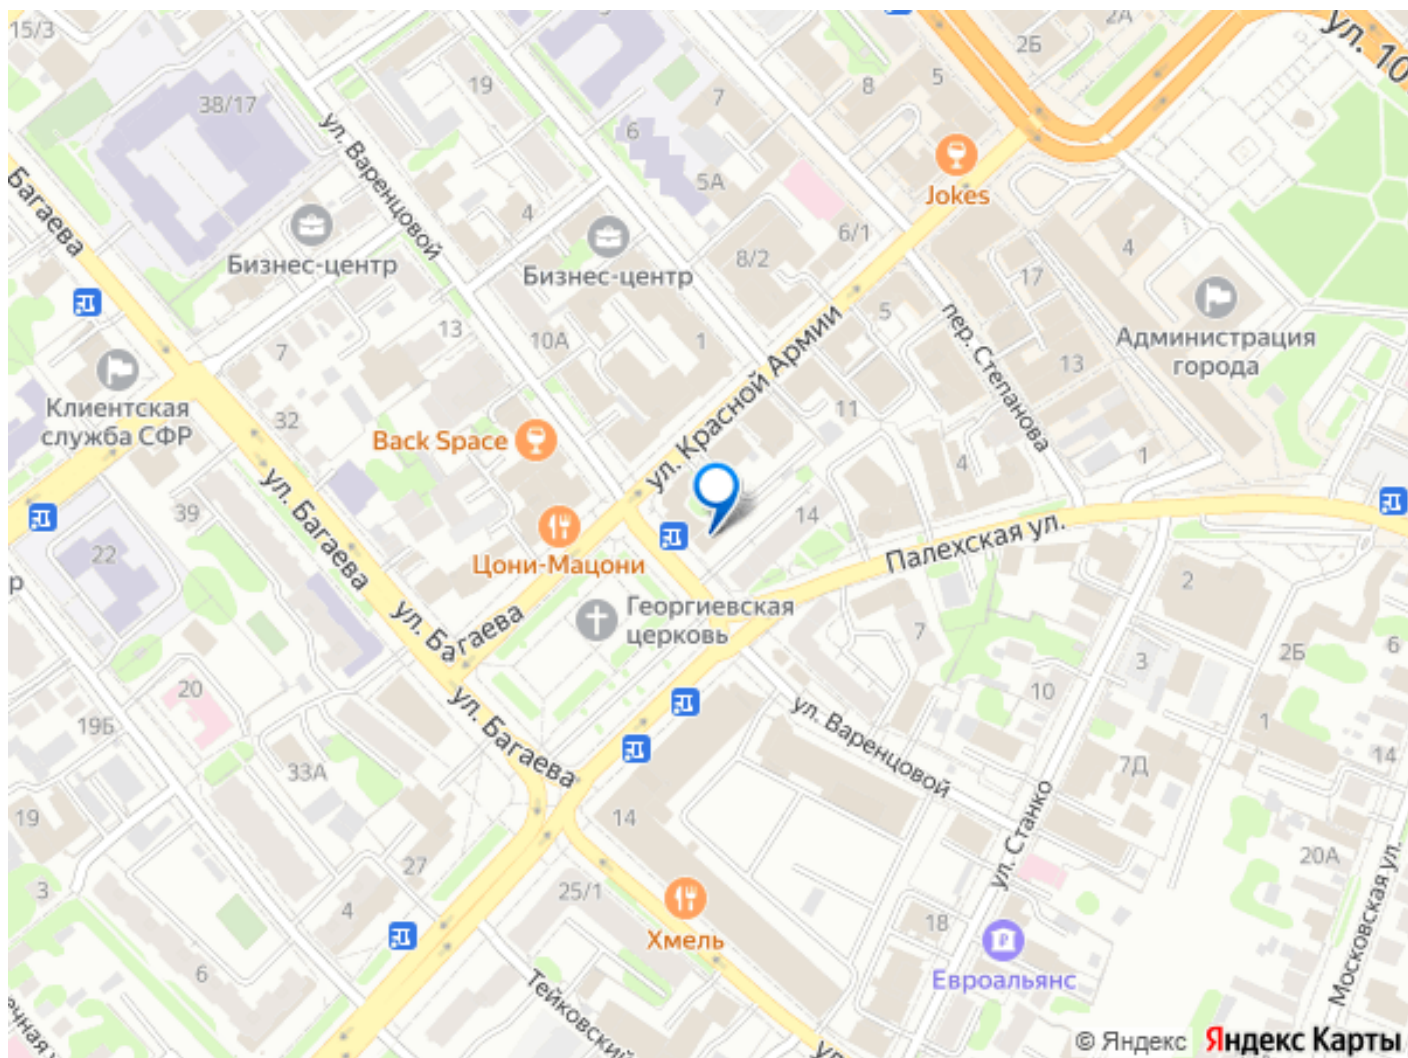 15/3
2А
ул. 10
2Б
38/17
19
7
8
5
6
ул. Варенцовой
5А
Jokes
Багаева
4
6/1
4
Бизнес-центр
Бизнес-центр
8/2
17
5
пер. Степанова
Администрация
города
13
10А
1
7
13
ул. Красной Армии
Клиентская
служба СФР
32
Back Space
11
4
1
39
14
ул. Багаева
22
Цони-Мацони
Палехская ул.
р
2
Георгиевская
церковь
ул. Багаева
7
2Б
6
3
20
10
19Б
ул. Багаева
ул. Варенцовой
1
14
33А
7Д
19
14
ул. Станко
20А
27
3
25/1
4
Хмель
18
Московская ул.
Евроальянс
6
Тейковский
чная
ул
© Яндекс
Яндекс Карты